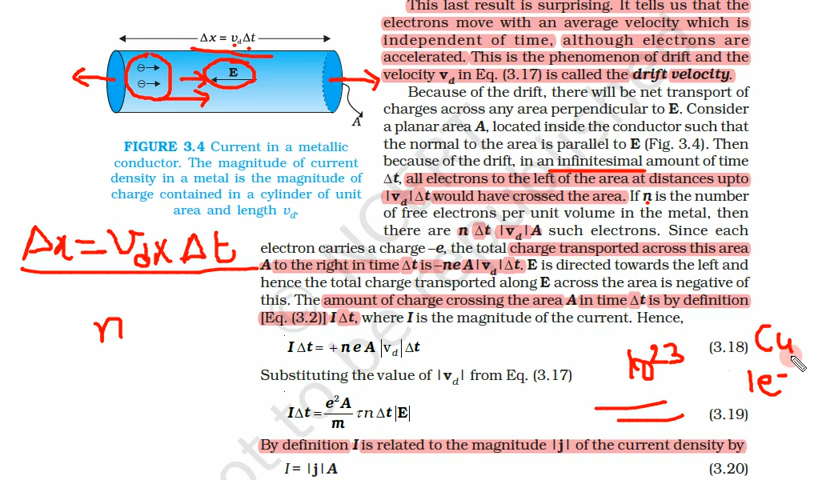 This last result is surprising. It tells us that the
electrons move with an average velocity which is
independent of time, although electrons are
accelerated. This is the phenomenon of drift and the
velocity v_d in Eq. (3.17) is called the drift velocity.
Because of the drift, there will be net transport of
charges across any area perpendicular to E. Consider
a planar area A, located inside the conductor such that
the normal to the area is parallel to E (Fig. 3.4). Then
because of the drift, in an infinitesimal amount of time
Δt, all electrons to the left of the area at distances upto
|v_d|Δt would have crossed the area. If n is the number
of free electrons per unit volume in the metal, then
there are n Δt |v_d|A such electrons. Since each
electron carries a charge –e, the total charge transported across this area
A to the right in time Δt is –neA|v_d|Δt. E is directed towards the left and
hence the total charge transported along E across the area is negative of
this. The amount of charge crossing the area A in time Δt is by definition
[Eq. (3.2)] I Δt, where I is the magnitude of the current. Hence,
I Δt = + n e A |v_d| Δt (3.18)
Substituting the value of |v_d| from Eq. (3.17)
IΔt = e² A / m τ n Δt |E| (3.19)
By definition I is related to the magnitude |j| of the current density by
I = |j| A (3.20)
Δx = v_d Δt
E
A
FIGURE 3.4 Current in a metallic
conductor. The magnitude of current
density in a metal is the magnitude of
charge contained in a cylinder of unit
area and length v_d.
Δx = V_d x Δt
n
10²³
Cu
1e⁻